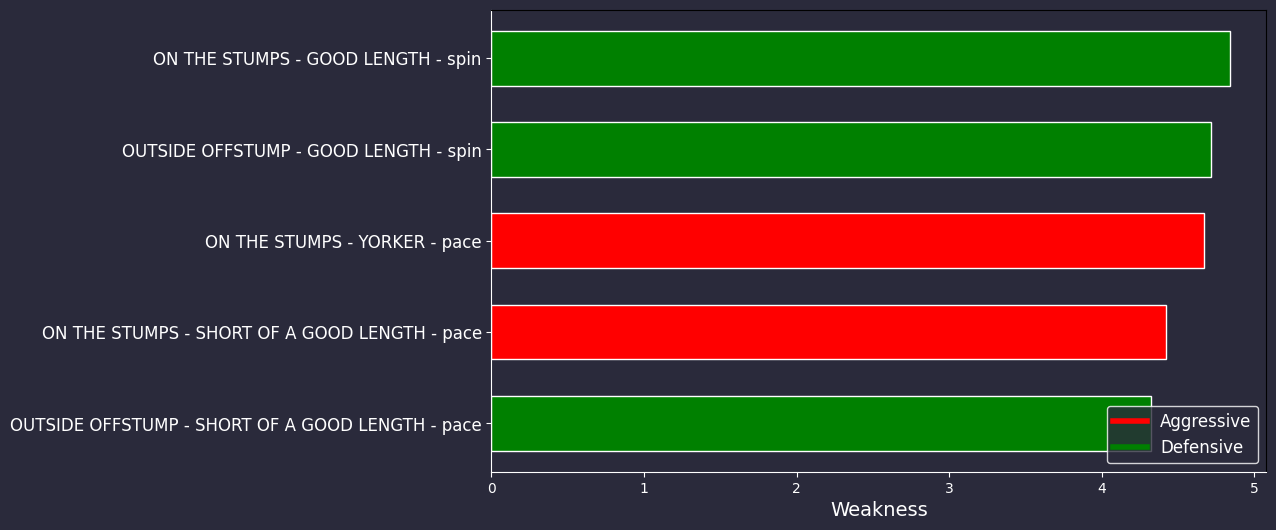 ON THE STUMPS - GOOD LENGTH - spin
OUTSIDE OFFSTUMP - GOOD LENGTH - spin
ON THE STUMPS - YORKER - pace
ON THE STUMPS - SHORT OF A GOOD LENGTH - pace
OUTSIDE OFFSTUMP - SHORT OF A GOOD LENGTH - pace
Aggressive
Defensive
0 1 2 3 4 5
Weakness